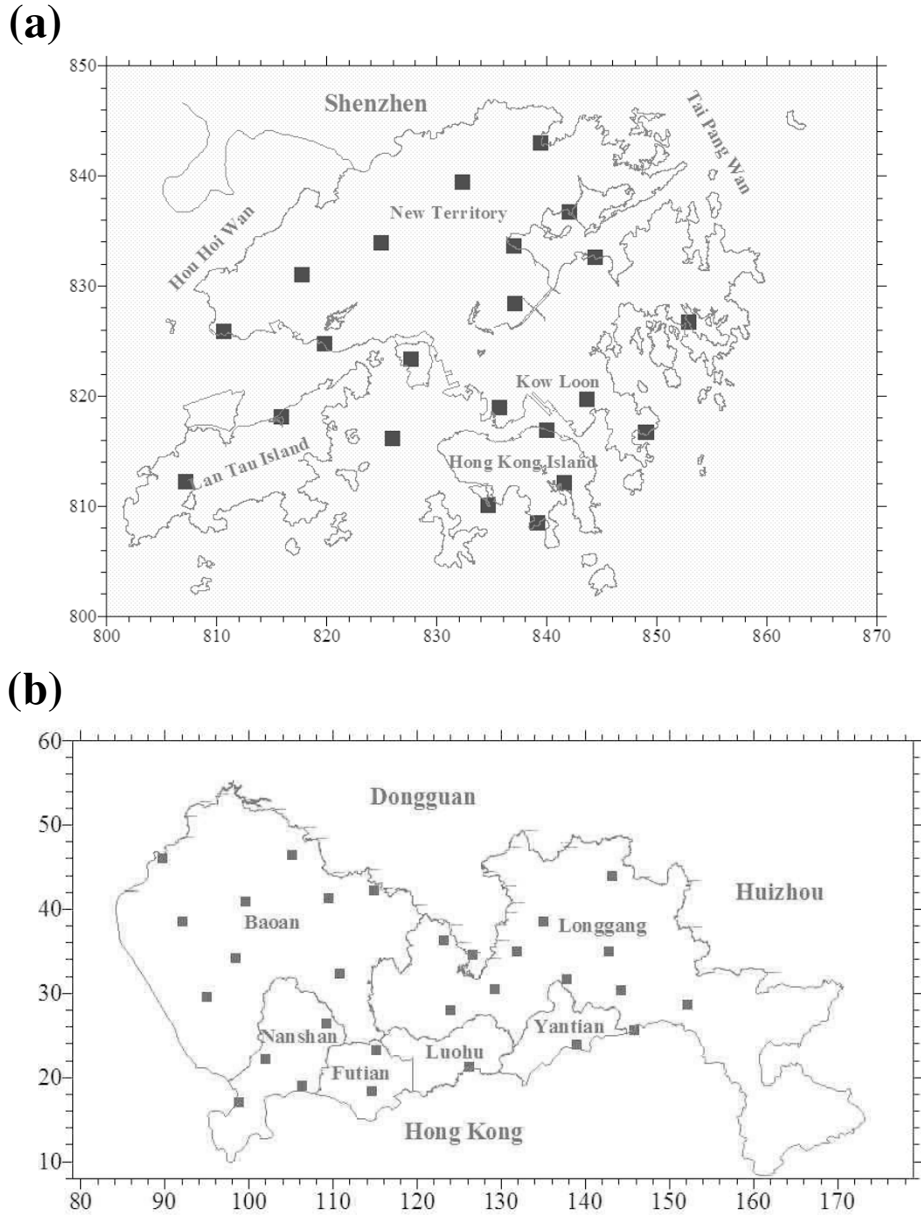 (a)
850
Shenzhen
Tai Pang Wan
840
New Territory
Hou Hoi Wan
830
820
Kow Loon
Lan Tau Island
Hong Kong Island
810
800
800 810 820 830 840 850 860 870
(b)
60
Dongguan
50
Huizhou
40
Baoan
Longgang
30
Nanshan
Yantian
Luohu
Futian
20
Hong Kong
10
80 90 100 110 120 130 140 150 160 170